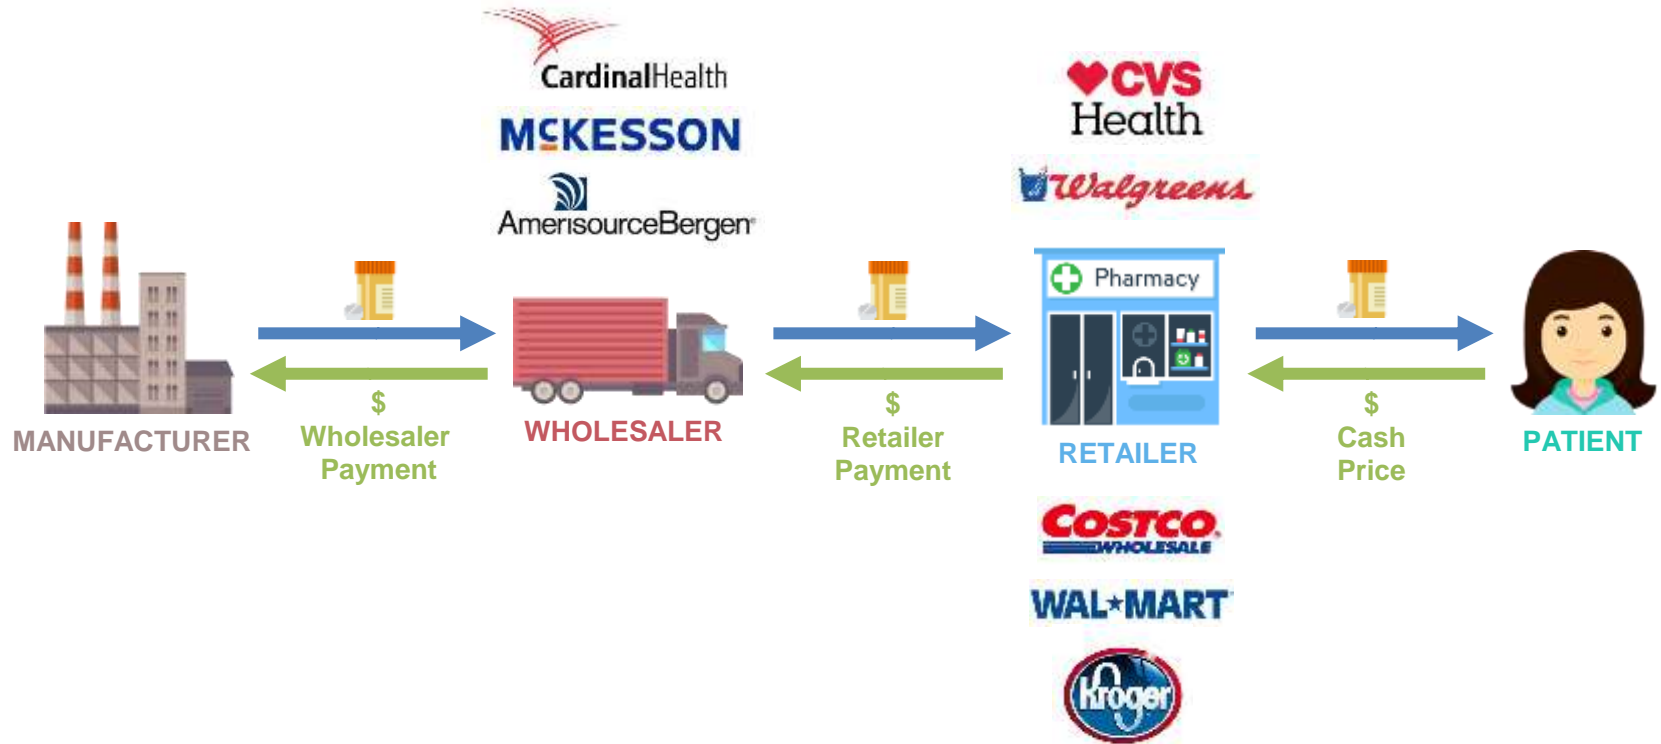 CardinalHealth
MCKESSON
AmerisourceBergen®
CVS
Health
Walgreens
Pharmacy
MANUFACTURER
$
Wholesaler
Payment
WHOLESALER
$
Retailer
Payment
RETAILER
$
Cash
Price
PATIENT
COSTCO
WHOLESALE
WAL★MART
Kroger